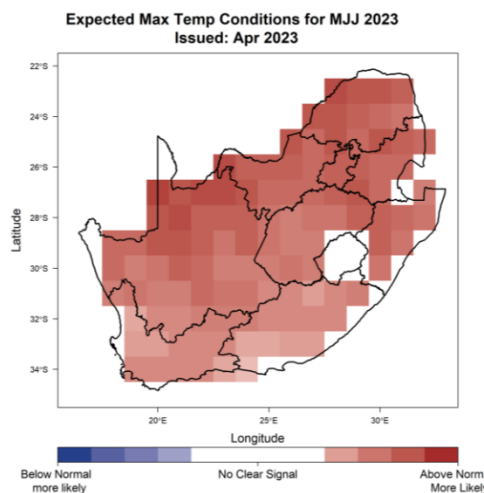 Expected Max Temp Conditions for MJJ 2023
Issued: Apr 2023
22°S
24°S
26°S
28°S
30°S
32°S
34°S
Latitude
20°E
25°E
30°E
Longitude
Below Normal
more likely
No Clear Signal
Above Norm
More Likel